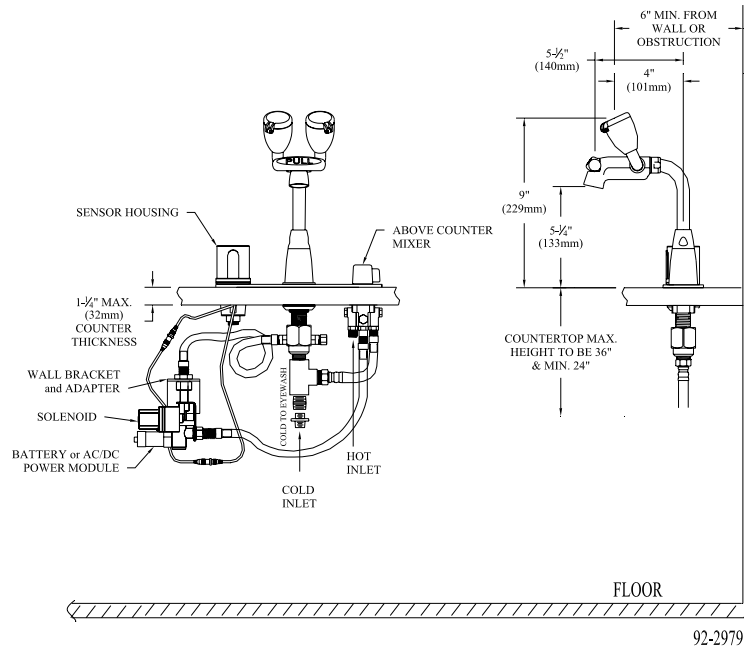 6" MIN. FROM
WALL OR
OBSTRUCTION
5-½"
(140mm)
4"
(101mm)
PULL
9"
(229mm)
SENSOR HOUSING
ABOVE COUNTER
MIXER
5-¼"
(133mm)
1-¼" MAX.
(32mm)
COUNTER
THICKNESS
COUNTERTOP MAX.
HEIGHT TO BE 36"
& MIN. 24"
WALL BRACKET
and ADAPTER
SOLENOID
COLD TO EYEWASH
BATTERY or AC/DC
POWER MODULE
HOT
INLET
COLD
INLET
FLOOR
92-2979